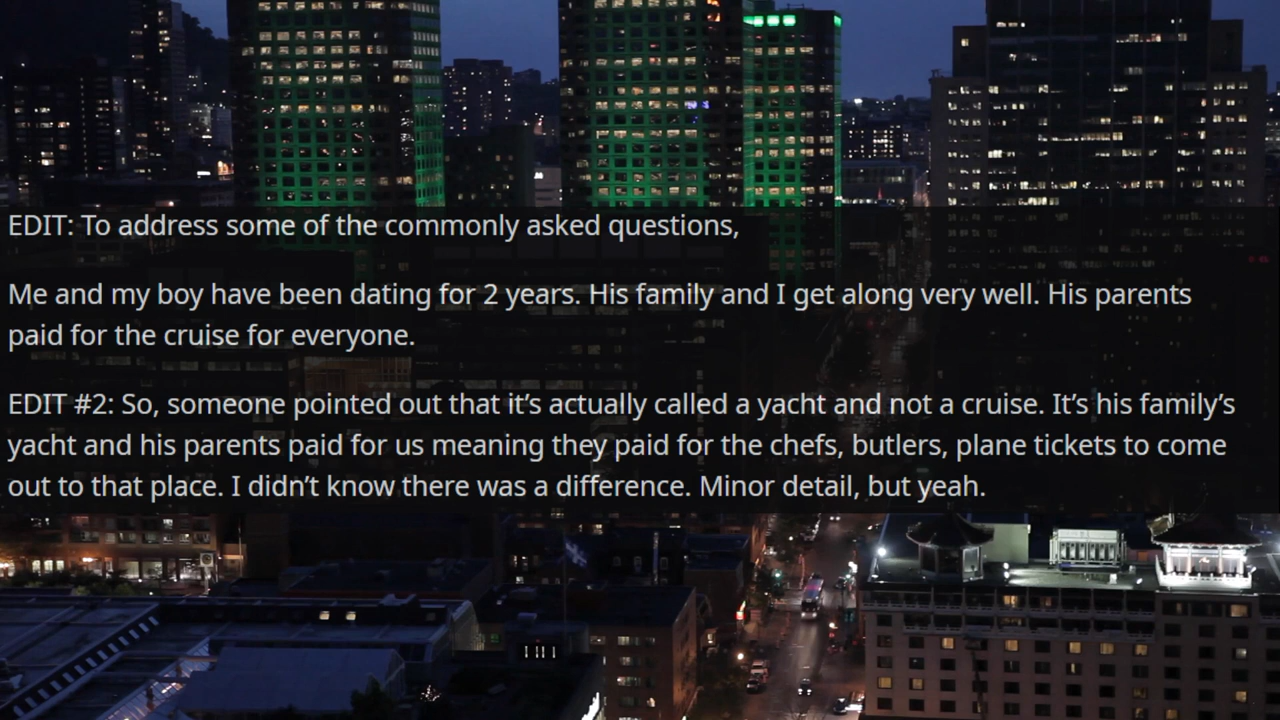 EDIT: To address some of the commonly asked questions,
Me and my boy have been dating for 2 years. His family and I get along very well. His parents
paid for the cruise for everyone.
EDIT #2: So, someone pointed out that it’s actually called a yacht and not a cruise. It’s his family’s
yacht and his parents paid for us meaning they paid for the chefs, butlers, plane tickets to come
out to that place. I didn’t know there was a difference. Minor detail, but yeah.